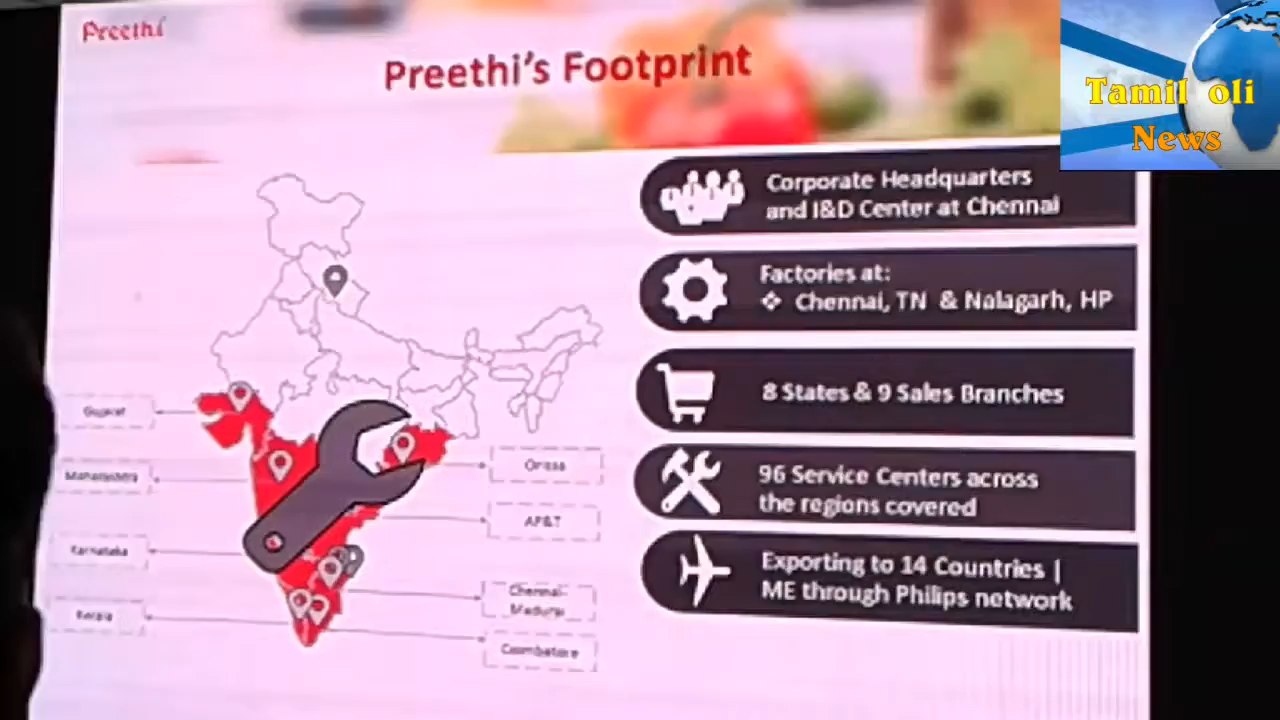 Preethi
Preethi's Footprint
Tamil oli
News
Corporate Headquarters
and I&D Center at Chennai
Factories at:
❖ Chennai, TN & Nalagarh, HP
8 States & 9 Sales Branches
96 Service Centers across
the regions covered
Exporting to 14 Countries |
ME through Philips network
Gujarat
Maharashtra
Karnataka
Kerala
Orissa
AP&T
Chennai-
Madurai
Coimbatore